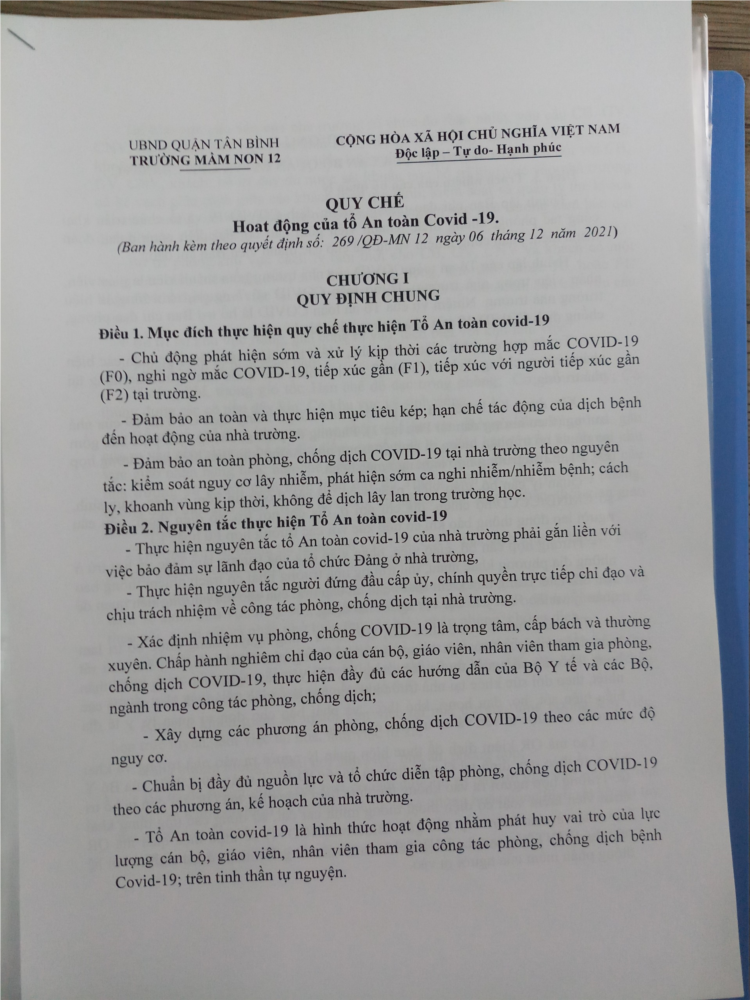 UBND QUẬN TÂN BÌNH
TRƯỜNG MẦM NON 12
CỘNG HÒA XÃ HỘI CHỦ NGHĨA VIỆT NAM
Độc lập – Tự do- Hạnh phúc
QUY CHẾ
Hoat động của tổ An toàn Covid -19.
(Ban hành kèm theo quyết định số: 269 /QĐ-MN 12 ngày 06 tháng 12 năm 2021)
CHƯƠNG I
QUY ĐỊNH CHUNG
Điều 1. Mục đích thực hiện quy chế thực hiện Tổ An toàn covid-19
- Chủ động phát hiện sớm và xử lý kịp thời các trường hợp mắc COVID-19
(F0), nghi ngờ mắc COVID-19, tiếp xúc gần (F1), tiếp xúc với người tiếp xúc gần
(F2) tại trường.
- Đảm bảo an toàn và thực hiện mục tiêu kép; hạn chế tác động của dịch bệnh
đến hoạt động của nhà trường.
- Đảm bảo an toàn phòng, chống dịch COVID-19 tại nhà trường theo nguyên
tắc: kiểm soát nguy cơ lây nhiễm, phát hiện sớm ca nghi nhiễm/nhiễm bệnh; cách
ly, khoanh vùng kịp thời, không để dịch lây lan trong trường học.
Điều 2. Nguyên tắc thực hiện Tổ An toàn covid-19
- Thực hiện nguyên tắc tổ An toàn covid-19 của nhà trường phải gắn liền với
việc bảo đảm sự lãnh đạo của tổ chức Đảng ở nhà trường,
- Thực hiện nguyên tắc người đứng đầu cấp ủy, chính quyền trực tiếp chỉ đạo và
chịu trách nhiệm về công tác phòng, chống dịch tại nhà trường.
- Xác định nhiệm vụ phòng, chống COVID-19 là trọng tâm, cấp bách và thường
xuyên. Chấp hành nghiêm chỉ đạo của cán bộ, giáo viên, nhân viên tham gia phòng,
chống dịch COVID-19, thực hiện đầy đủ các hướng dẫn của Bộ Y tế và các Bộ,
ngành trong công tác phòng, chống dịch;
- Xây dựng các phương án phòng, chống dịch COVID-19 theo các mức độ
nguy cơ.
- Chuẩn bị đầy đủ nguồn lực và tổ chức diễn tập phòng, chống dịch COVID-19
theo các phương án, kế hoạch của nhà trường.
- Tổ An toàn covid-19 là hình thức hoạt động nhằm phát huy vai trò của lực
lượng cán bộ, giáo viên, nhân viên tham gia công tác phòng, chống dịch bệnh
Covid-19; trên tinh thần tự nguyện.